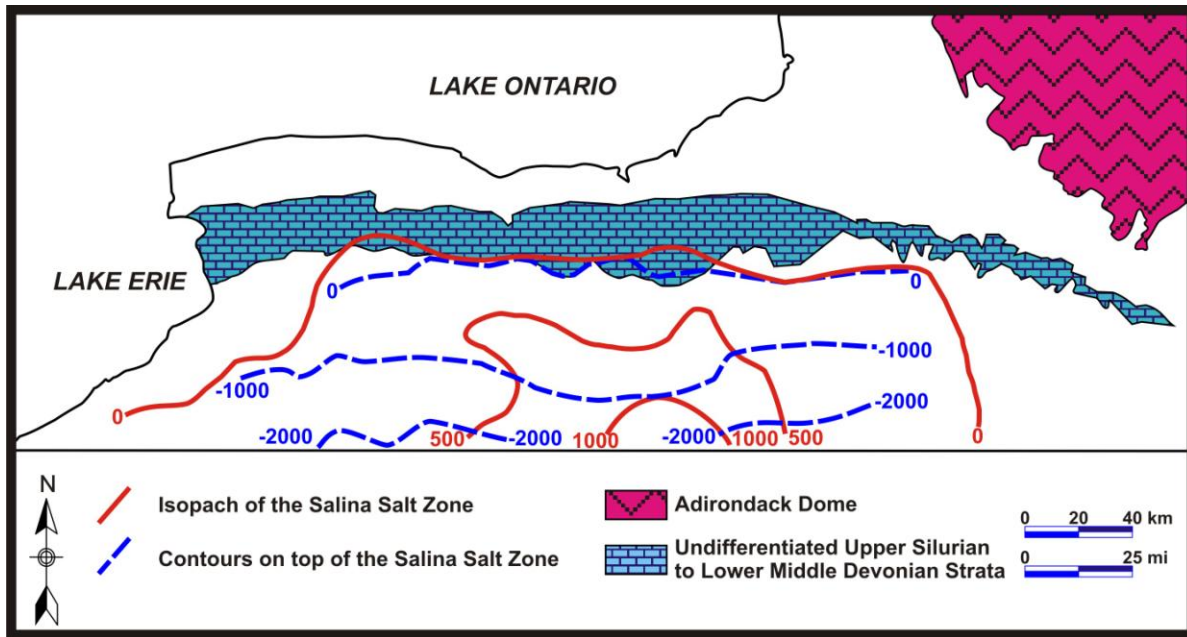 LAKE ONTARIO
LAKE ERIE
0
0
-1000
-1000
-2000
0
-2000
500
-2000
1000
-2000
1000
500
0
N
Isopach of the Salina Salt Zone
Contours on top of the Salina Salt Zone
Adirondack Dome
Undifferentiated Upper Silurian
to Lower Middle Devonian Strata
0 20 40 km
0 25 mi